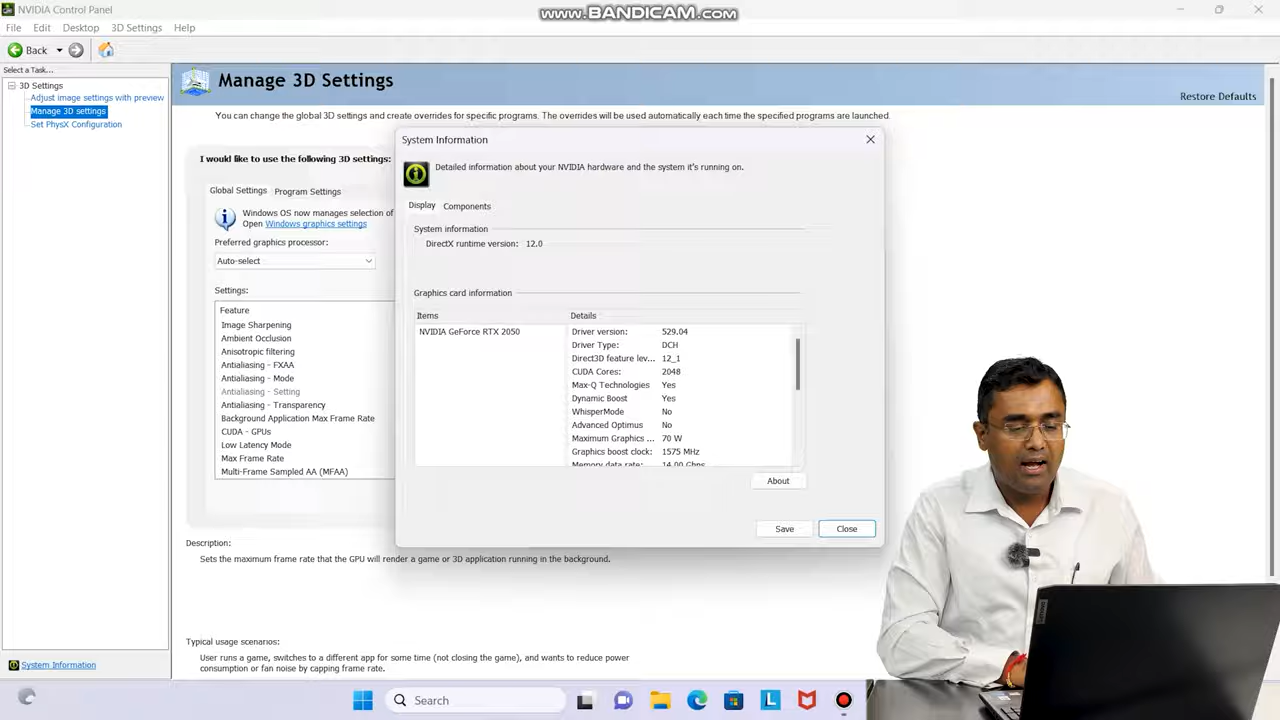 NVIDIA Control Panel
www.BANDICAM.com
File Edit Desktop 3D Settings Help
Back
Select a Task...
3D Settings
Adjust image settings with preview
Manage 3D settings
Set PhysX Configuration
System Information
Manage 3D Settings
Restore Defaults
You can change the global 3D settings and create overrides for specific programs. The overrides will be used automatically each time the specified programs are launched.
I would like to use the following 3D settings:
Global Settings Program Settings
Windows OS now manages selection of
Open Windows graphics settings
Preferred graphics processor:
Auto-select
Settings:
Feature
Image Sharpening
Ambient Occlusion
Anisotropic filtering
Antialiasing - FXAA
Antialiasing - Mode
Antialiasing - Setting
Antialiasing - Transparency
Background Application Max Frame Rate
CUDA - GPUs
Low Latency Mode
Max Frame Rate
Multi-Frame Sampled AA (MFAA)
Description:
Sets the maximum frame rate that the GPU will render a game or 3D application running in the background.
Typical usage scenarios:
User runs a game, switches to a different app for some time (not closing the game), and wants to reduce power
consumption or fan noise by capping frame rate.
System Information
Detailed information about your NVIDIA hardware and the system it's running on.
Display Components
System information
DirectX runtime version: 12.0
Graphics card information
Items Details
NVIDIA GeForce RTX 2050
Driver version: 529.04
Driver Type: DCH
Direct3D feature lev... 12_1
CUDA Cores: 2048
Max-Q Technologies Yes
Dynamic Boost Yes
WhisperMode No
Advanced Optimus No
Maximum Graphics ... 70 W
Graphics boost clock: 1575 MHz
Memory data rate: 14.00 Gbps
About
Save Close
Search